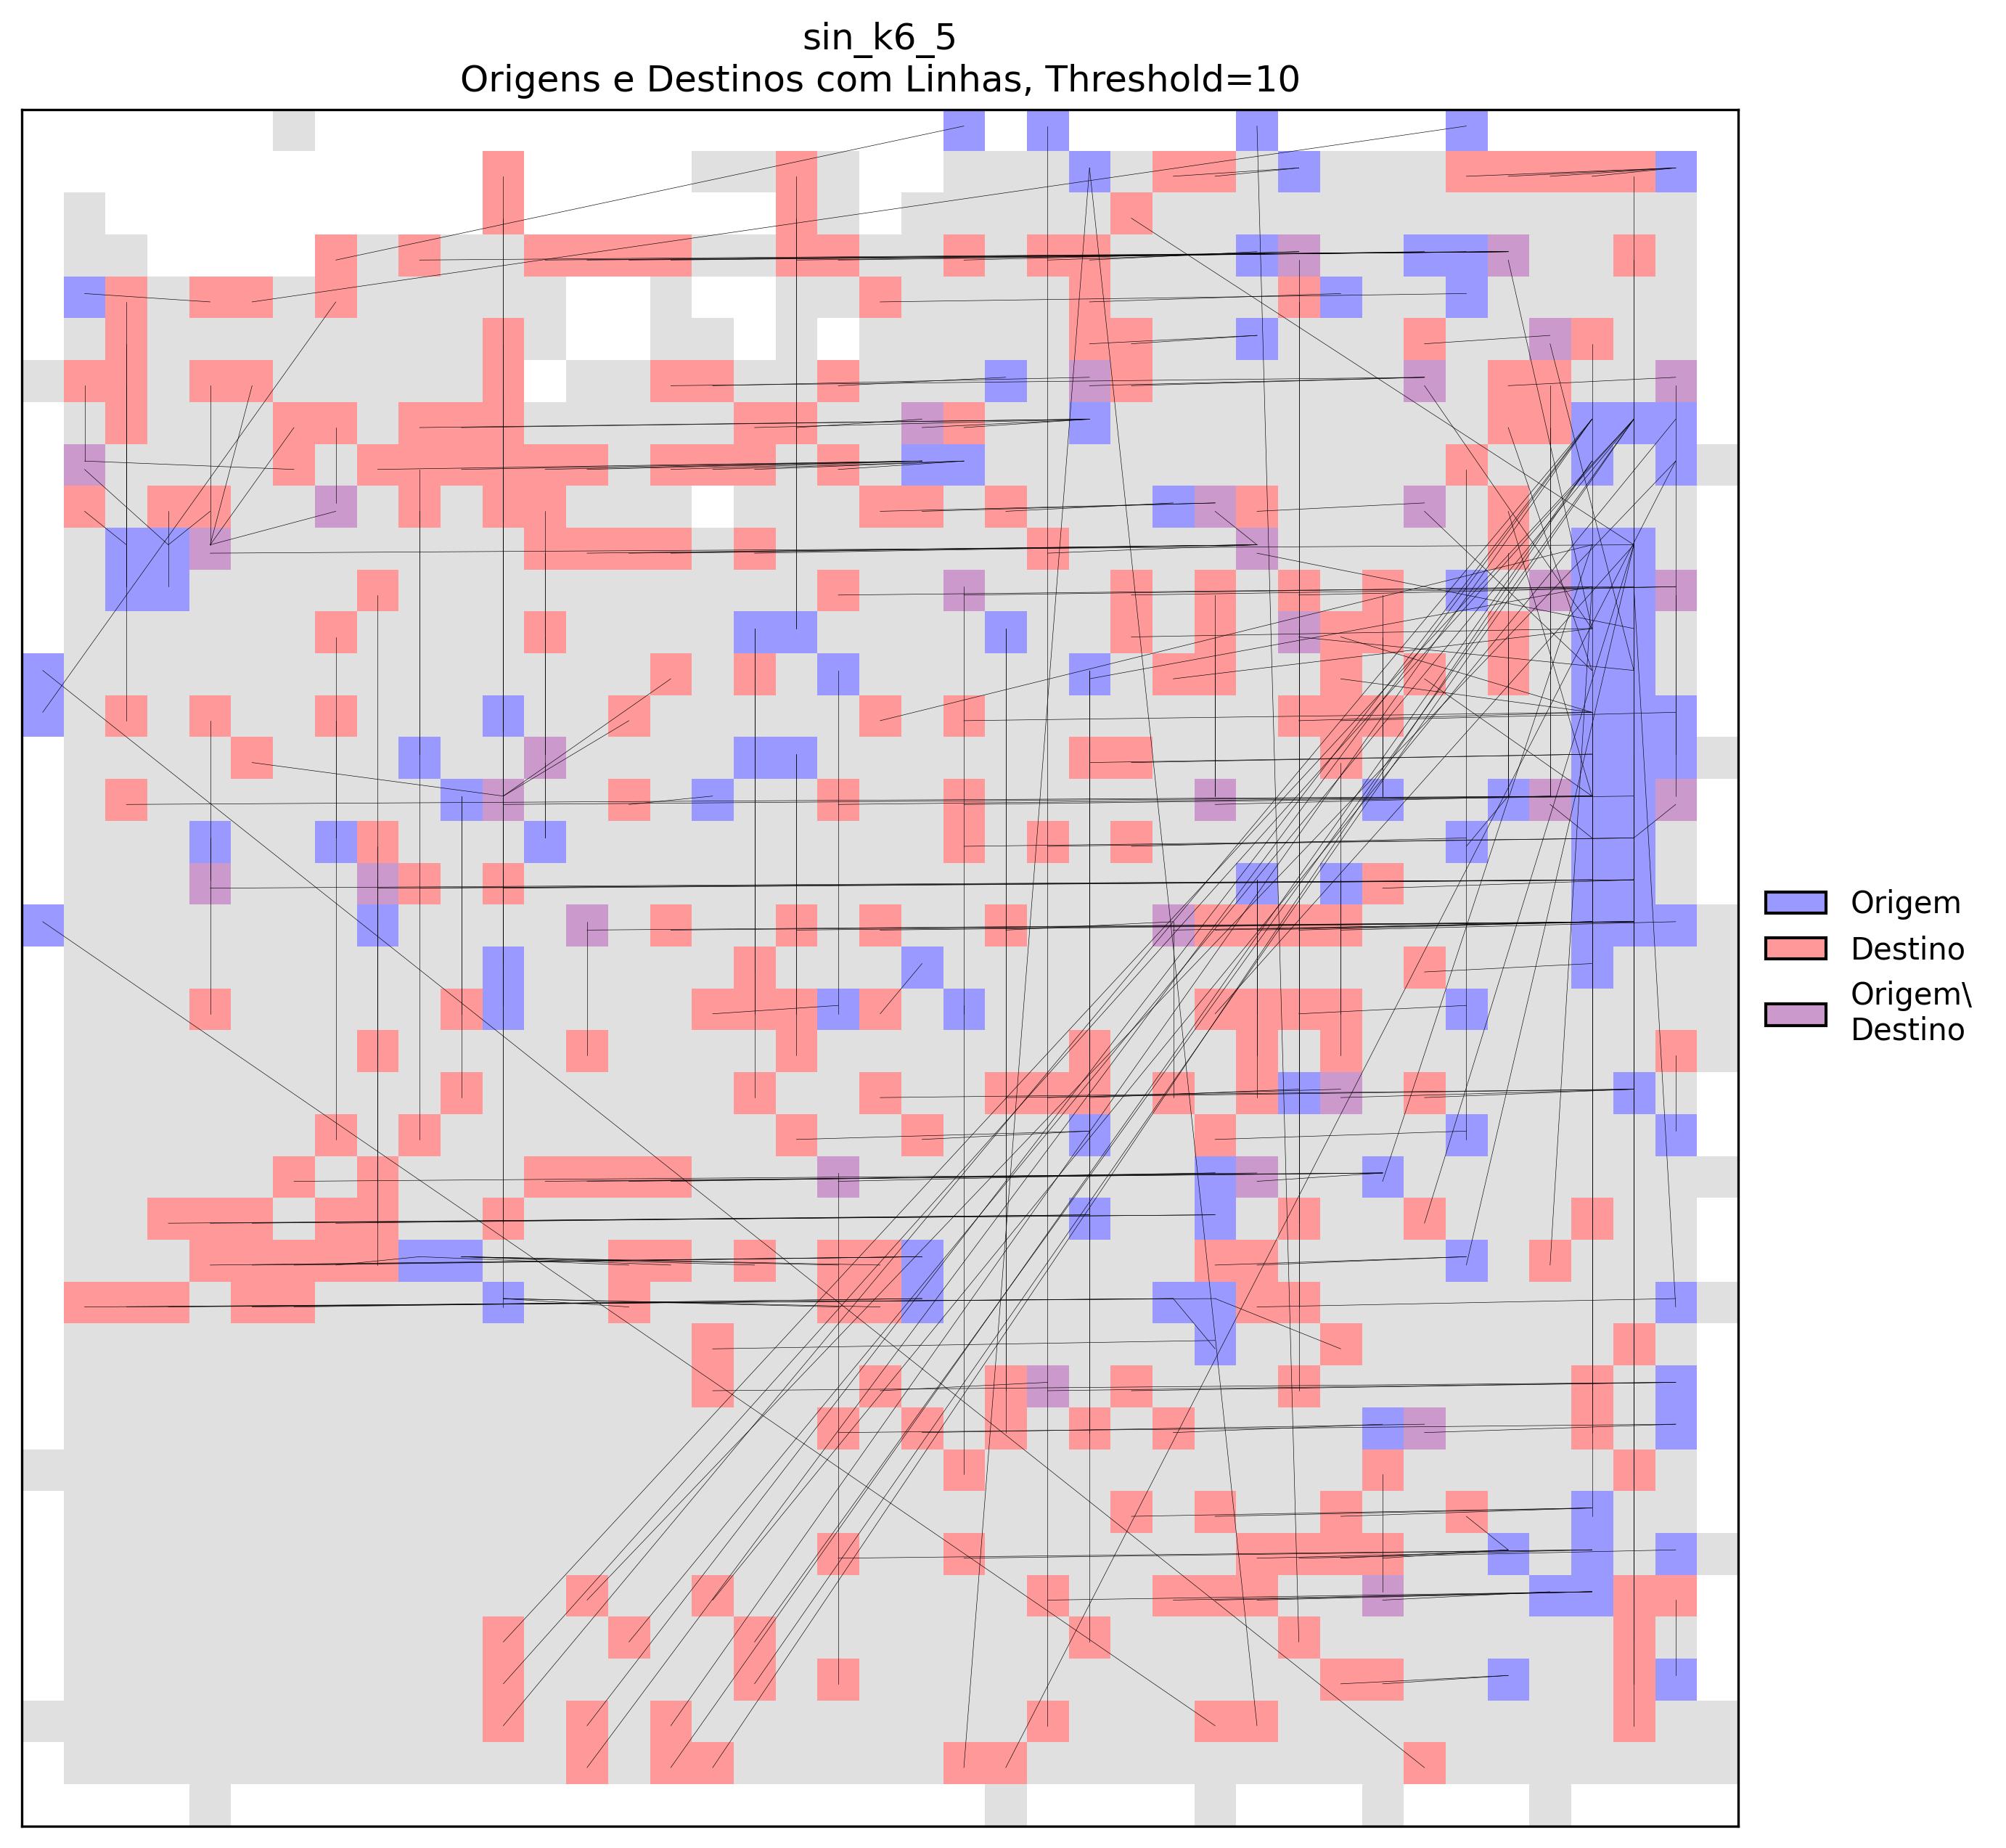 sin_k6_5
Origens e Destinos com Linhas, Threshold=10
Origem
Destino
Origem\
Destino